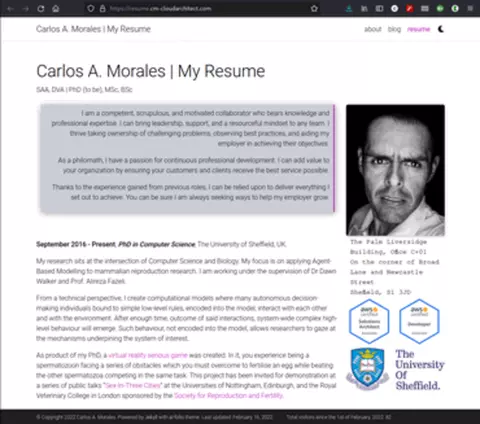 https://resume.cm-cloudarchitect.com
Carlos A. Morales | My Resume
about blog resume
Carlos A. Morales | My Resume
SAA, DVA | PhD (to be), MSc, BSc
I am a competent, scrupulous, and motivated collaborator who bears knowledge and
professional expertise. I can bring leadership, support, and a resourceful mindset to any team. I
thrive taking ownership of challenging problems, observing best practices, and aiding my
employer in achieving their objectives.
As a philomath, I have a passion for continuous professional development. I can add value to
your organization by ensuring your customers and clients receive the best service possible.
Thanks to the experience gained from previous roles, I can be relied upon to deliver everything I
set out to achieve. You can be sure I am always seeking ways to help my employer grow.
The Palm Liversidge
Building, Office C+01
On the corner of Broad
Lane and Newcastle
Street
Sheffield, S1 3JD
September 2016 - Present, PhD in Computer Science, The University of Sheffield, UK.
My research sits at the intersection of Computer Science and Biology. My focus is on applying Agent-
Based Modelling to mammalian reproduction research. I am working under the supervision of Dr Dawn
Walker and Prof. Alireza Fazeli.
From a technical perspective, I create computational models where many autonomous decision-
making individuals bound to simple low level rules, encoded into the model, interact with each other
and with the environment. After enough time, outcome of said interactions, system-wide complex high-
level behaviour will emerge. Such behaviour, not encoded into the model, allows researchers to gaze at
the mechanisms underpining the system of interest.
As product of my PhD, a virtual reality serious game was created. In it, you experience being a
spermatozoon facing a series of obstacles which you must overcome to fertilize an egg while beating
the other spermatozoa competing in the same task. This project has been invited for demonstration at
a series of public talks "Sex In Three Cities" at the Universities of Nottingham, Edinburgh, and the Royal
Veterinary College in London sponsored by the Society for Reproduction and Fertility.
aws
certified
Solutions
Architect
aws
certified
Developer
The
University
Of
Sheffield.
© Copyright 2022 Carlos A. Morales. Powered by Jekyll with al-folio theme. Last updated: February 16, 2022.
Total visitors since the 1st of February 2022: 92